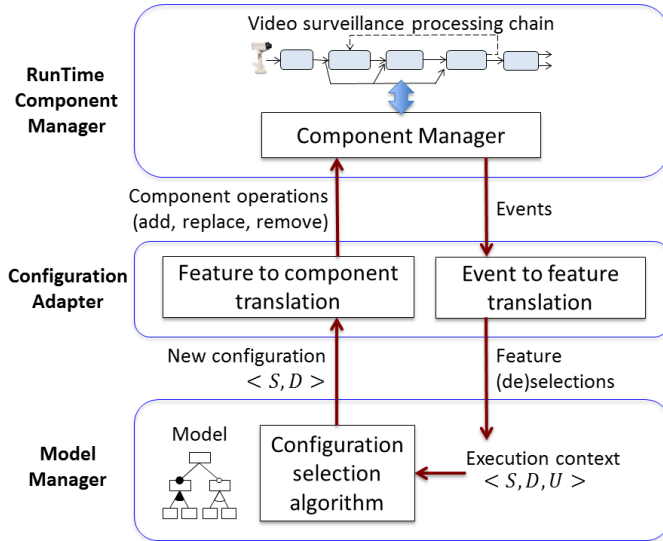 Video surveillance processing chain
RunTime
Component
Manager
Component Manager
Component operations
(add, replace, remove)
Events
Configuration
Adapter
Feature to component
translation
Event to feature
translation
New configuration
< S, D >
Feature
(de)selections
Model
Manager
Model
Configuration
selection
algorithm
Execution context
< S, D, U >